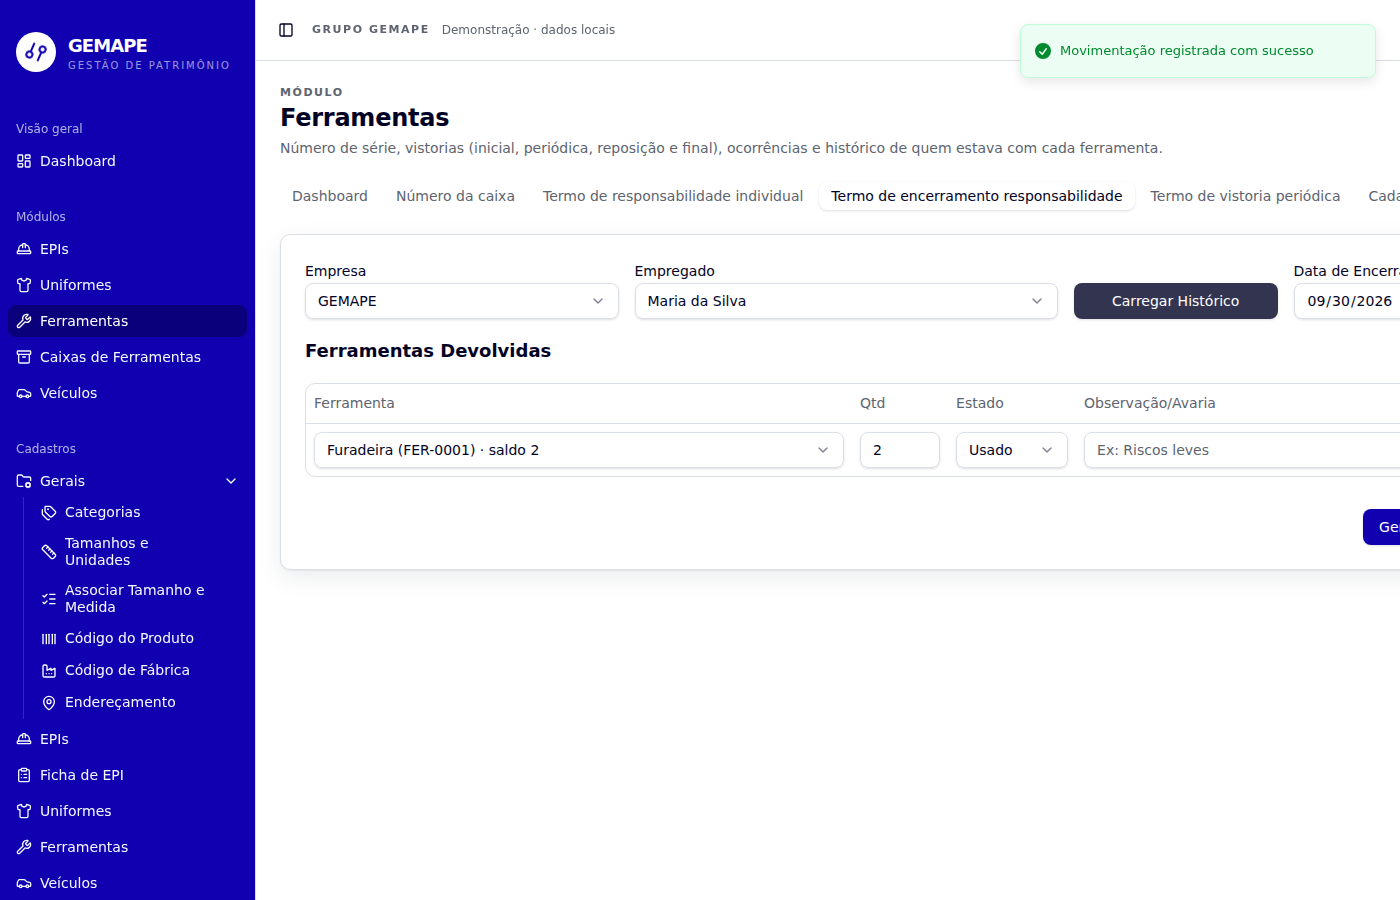 GEMAPE
GESTÃO DE PATRIMÔNIO
Visão geral
Dashboard
Módulos
EPIs
Uniformes
Ferramentas
Caixas de Ferramentas
Veículos
Cadastros
Gerais
Categorias
Tamanhos e
Unidades
Associar Tamanho e
Medida
Código do Produto
Código de Fábrica
Endereçamento
EPIs
Ficha de EPI
Uniformes
Ferramentas
Veículos
GRUPO GEMAPE Demonstração · dados locais
Movimentação registrada com sucesso
MÓDULO
Ferramentas
Número de série, vistorias (inicial, periódica, reposição e final), ocorrências e histórico de quem estava com cada ferramenta.
Dashboard Número da caixa Termo de responsabilidade individual Termo de encerramento responsabilidade Termo de vistoria periódica Cada
Empresa Empregado Data de Encerr
GEMAPE Maria da Silva Carregar Histórico 09/30/2026
Ferramentas Devolvidas
Ferramenta Qtd Estado Observação/Avaria
Furadeira (FER-0001) · saldo 2 2 Usado Ex: Riscos leves
Ge